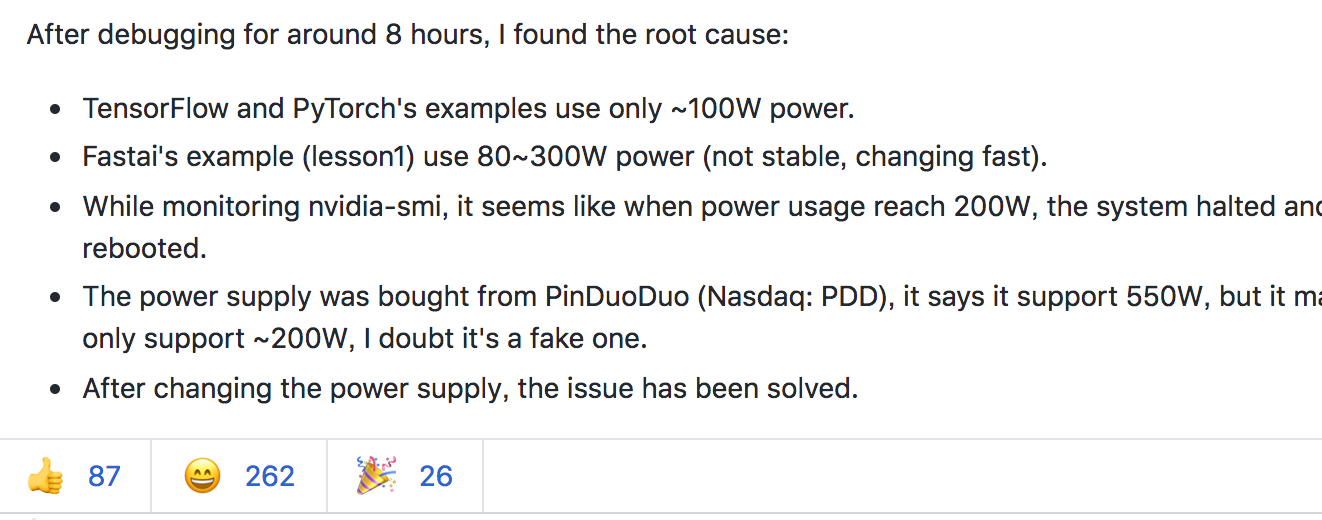 After debugging for around 8 hours, I found the root cause:
• TensorFlow and PyTorch's examples use only ~100W power.
• Fastai's example (lesson1) use 80~300W power (not stable, changing fast).
• While monitoring nvidia-smi, it seems like when power usage reach 200W, the system halted
rebooted.
• The power supply was bought from PinDuoDuo (Nasdaq: PDD), it says it support 550W, but it
only support ~200W, I doubt it's a fake one.
• After changing the power supply, the issue has been solved.
👍 87 😄 262 🎉 26